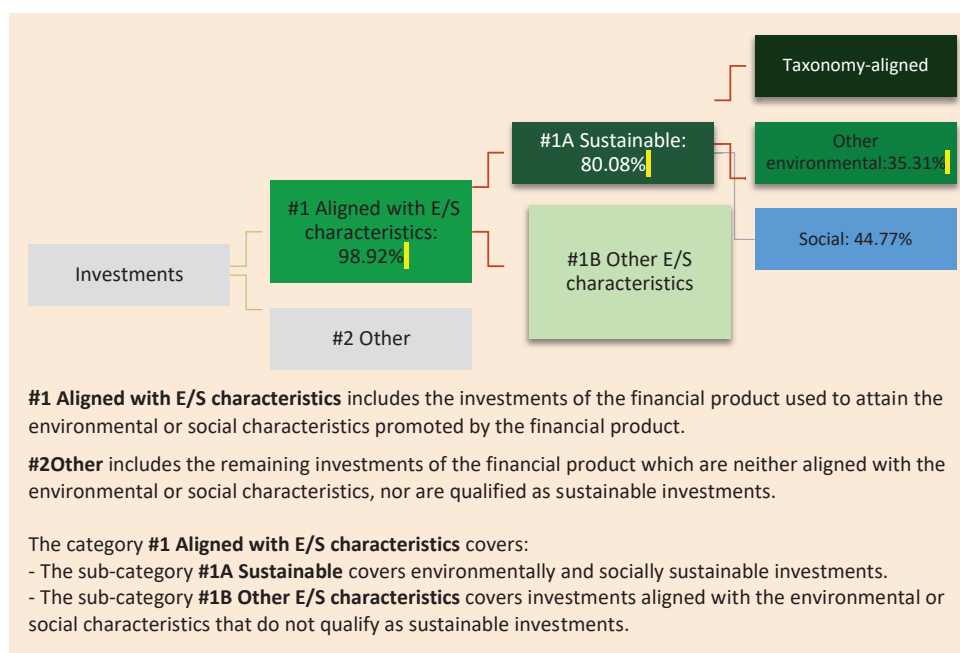 Taxonomy-aligned
#1A Sustainable:
80.08%
Other
environmental:35.31%
#1 Aligned with E/S
characteristics:
98.92%
Social: 44.77%
#1B Other E/S
characteristics
Investments
#2 Other
#1 Aligned with E/S characteristics includes the investments of the financial product used to attain the
environmental or social characteristics promoted by the financial product.
#2Other includes the remaining investments of the financial product which are neither aligned with the
environmental or social characteristics, nor are qualified as sustainable investments.
The category #1 Aligned with E/S characteristics covers:
- The sub-category #1A Sustainable covers environmentally and socially sustainable investments.
- The sub-category #1B Other E/S characteristics covers investments aligned with the environmental or
social characteristics that do not qualify as sustainable investments.